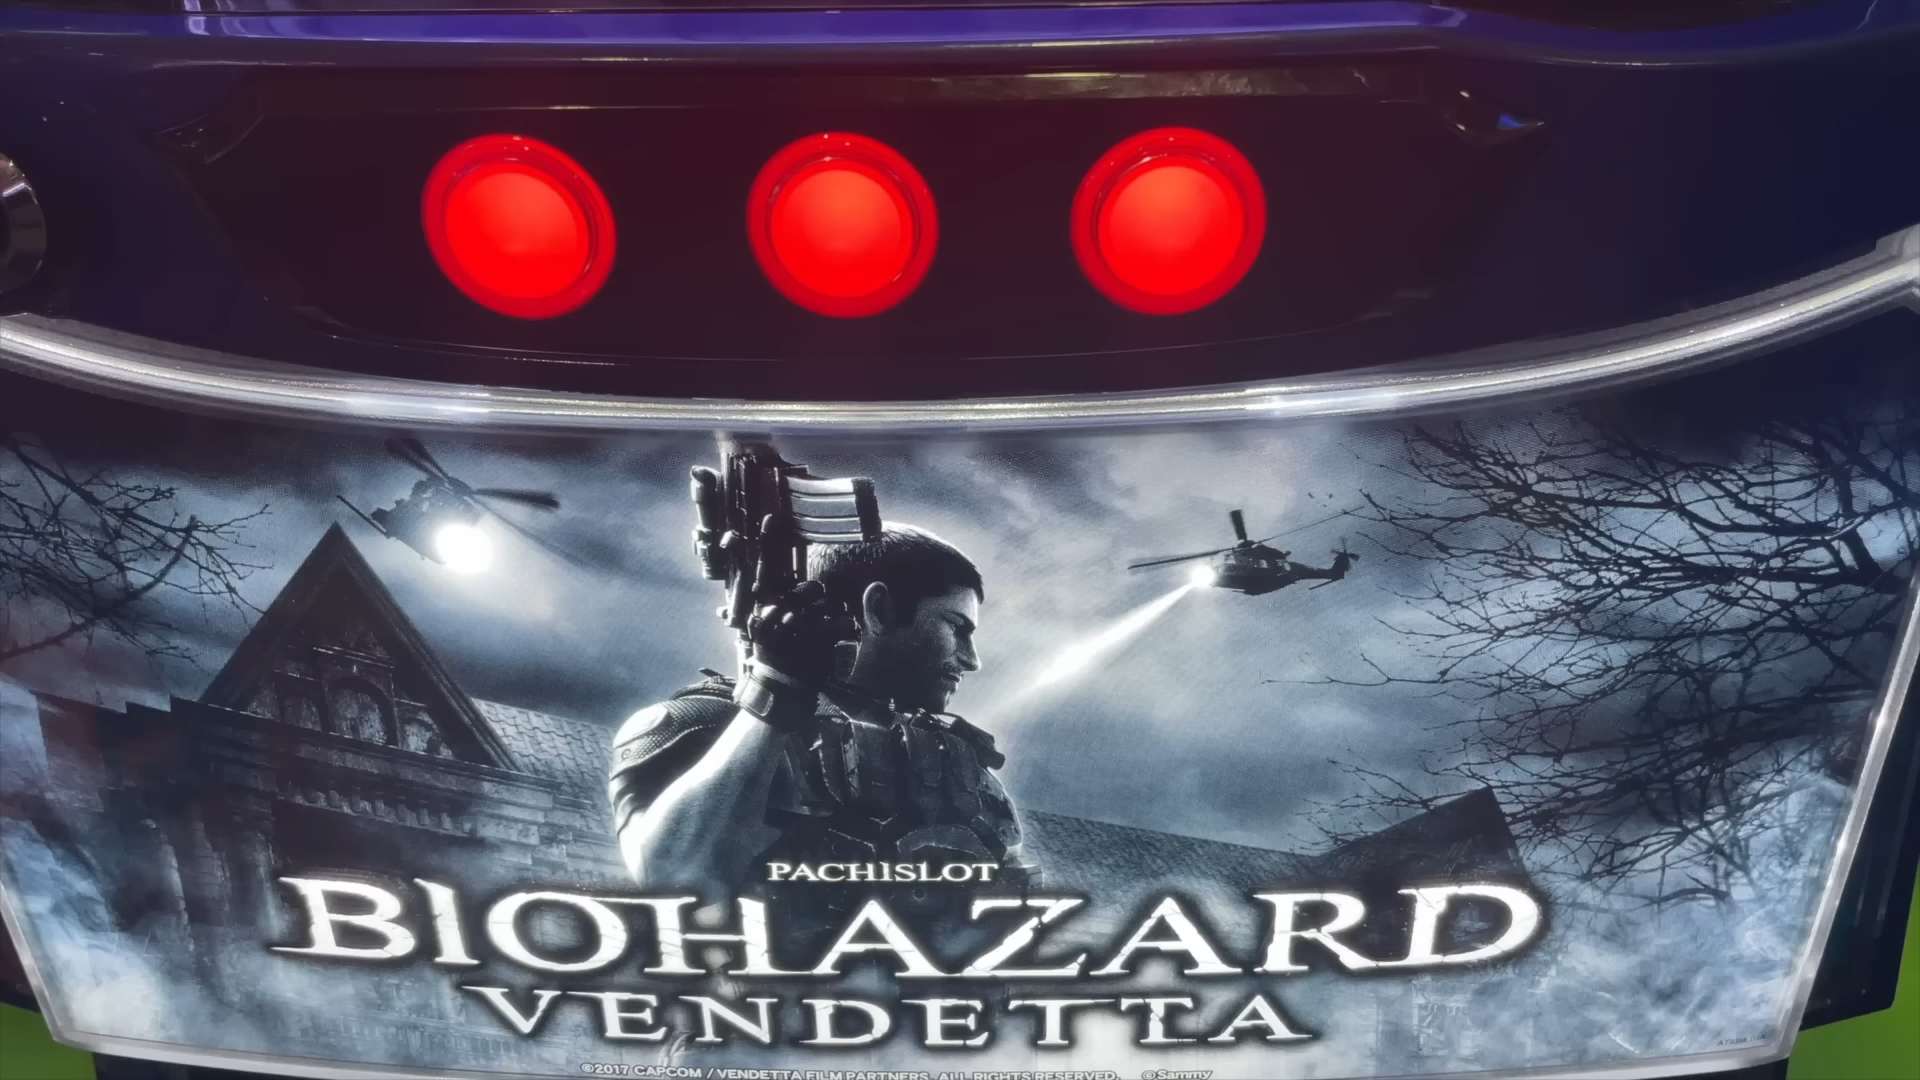 PACHISLOT
BIOHAZARD
VENDETTA
©2017 CAPCOM / VENDETTA FILM PARTNERS. ALL RIGHTS RESERVED. ©Sammy